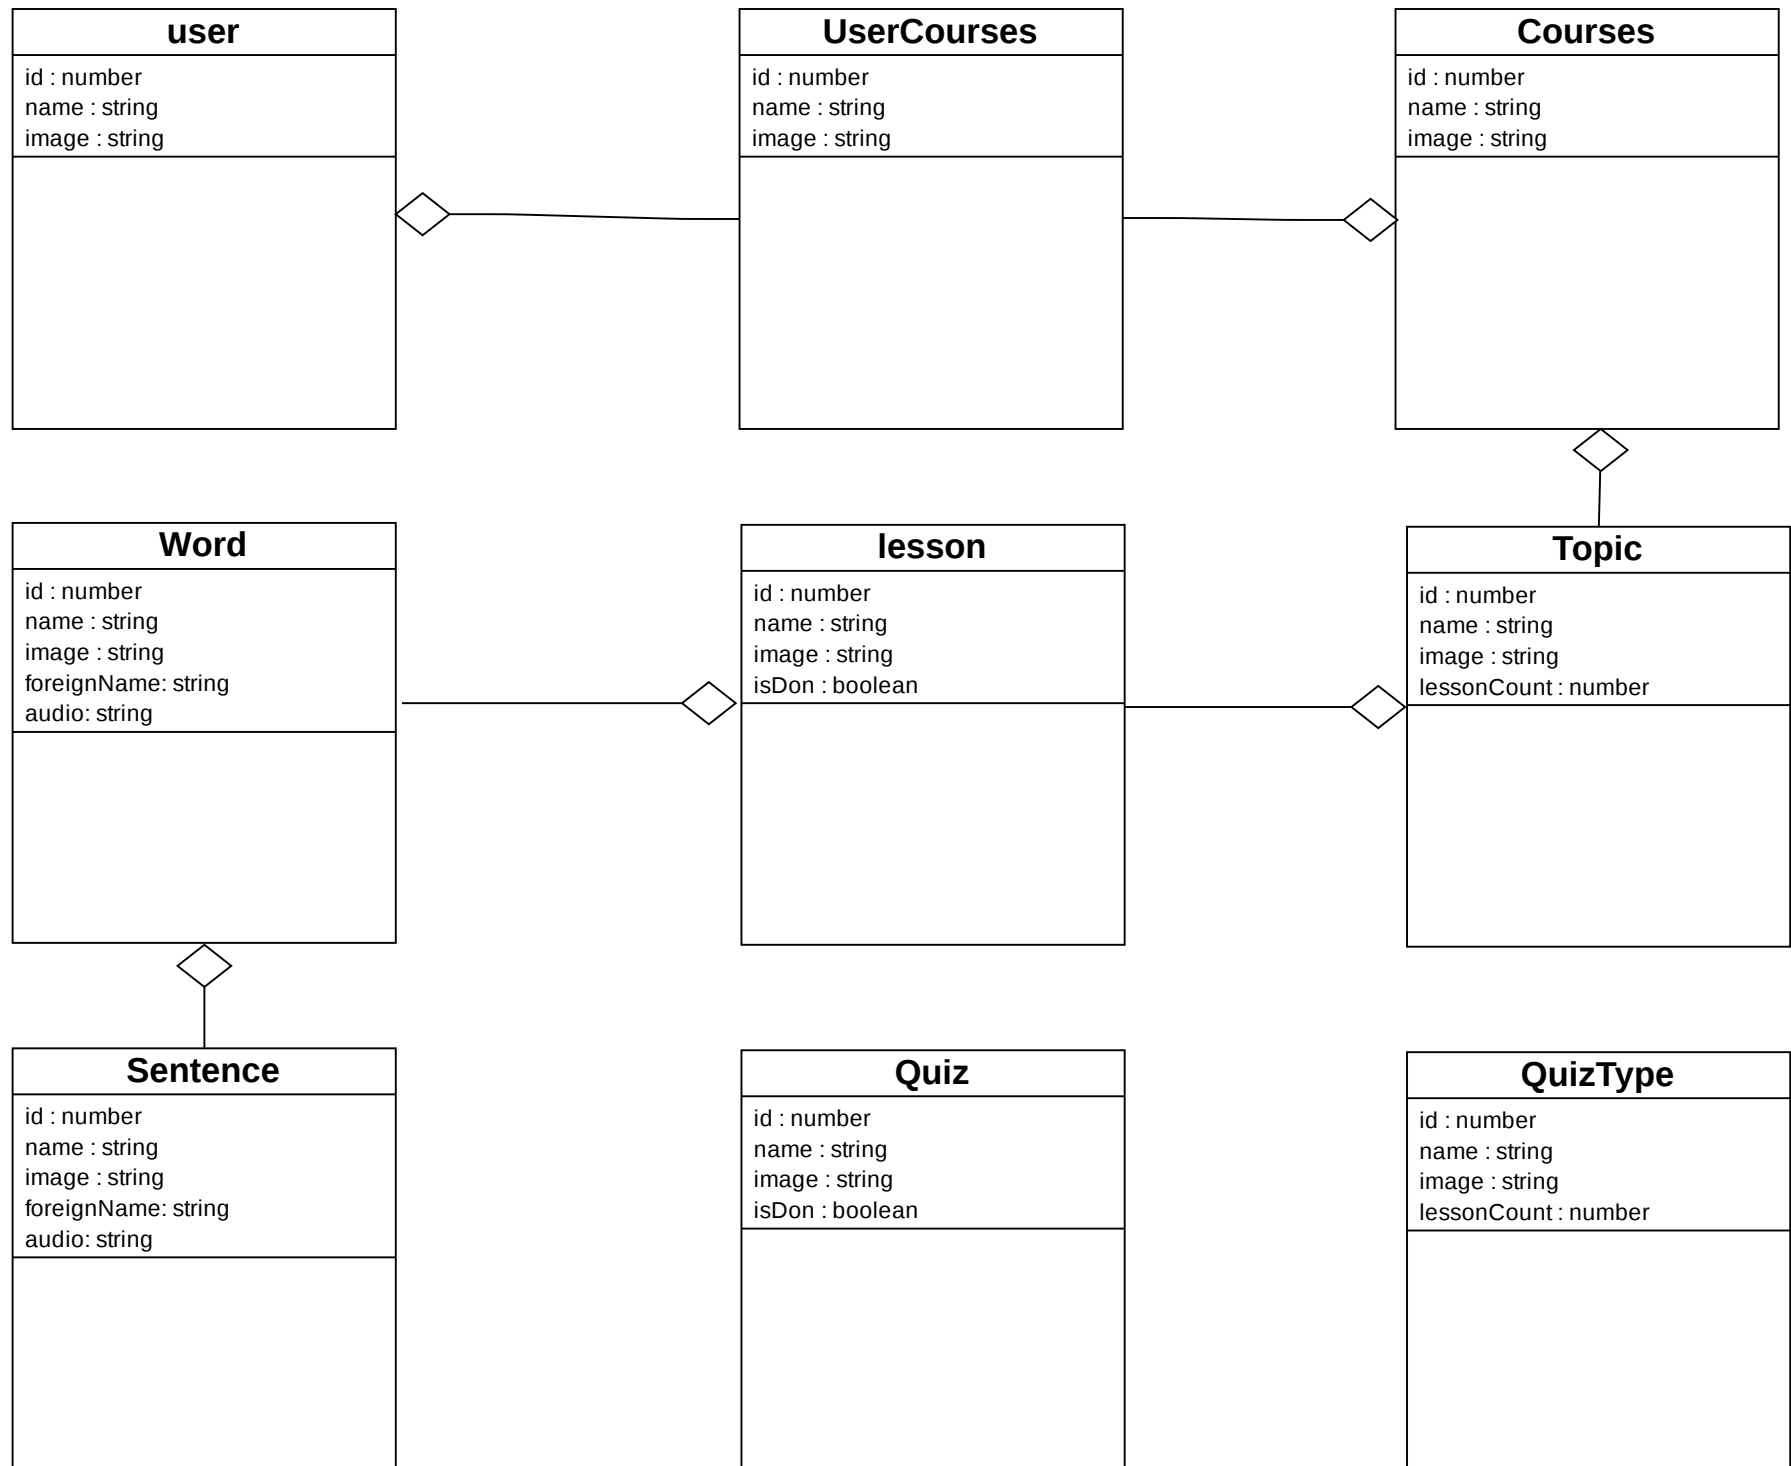 user
id : number
name : string
image : string
UserCourses
id : number
name : string
image : string
Courses
id : number
name : string
image : string
Word
id : number
name : string
image : string
foreignName: string
audio: string
lesson
id : number
name : string
image : string
isDon : boolean
Topic
id : number
name : string
image : string
lessonCount : number
Sentence
id : number
name : string
image : string
foreignName: string
audio: string
Quiz
id : number
name : string
image : string
isDon : boolean
QuizType
id : number
name : string
image : string
lessonCount : number